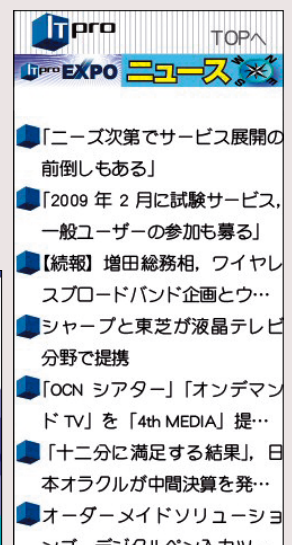 ITpro
TOPへ
ITpro EXPO ニュース
「ニーズ次第でサービス展開の
前倒しもある」
「2009 年 2 月に試験サービス,
一般ユーザーの参加も募る」
【続報】増田総務相，ワイヤレ
スブロードバンド企画とウ…
シャープと東芝が液晶テレビ
分野で提携
「OCN シアター」「オンデマン
ド TV」を「4th MEDIA」提…
「十二分に満足する結果」，日
本オラクルが中間決算を発…
オーダーメイドソリューショ